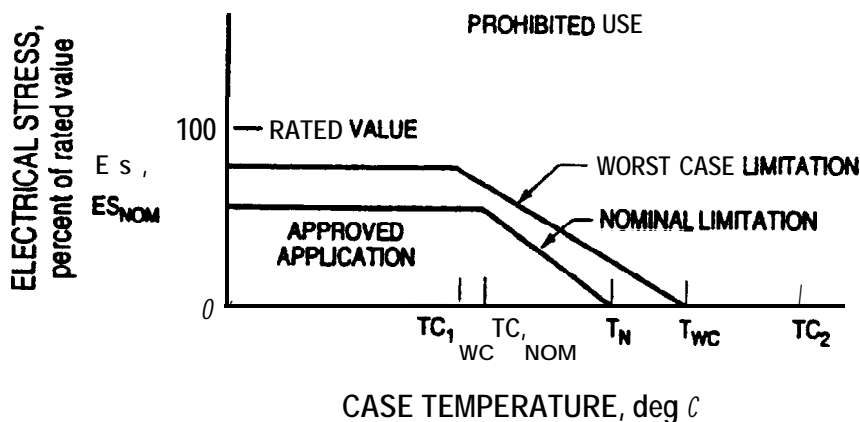 PROHIBITED USE
ELECTRICAL STRESS,
percent of rated value
100
RATED VALUE
Es,
WORST CASE LIMITATION
ESNOM
NOMINAL LIMITATION
APPROVED
APPLICATION
0
TC1 WC
TC, NOM
TN
TWC
TC2
CASE TEMPERATURE, deg C